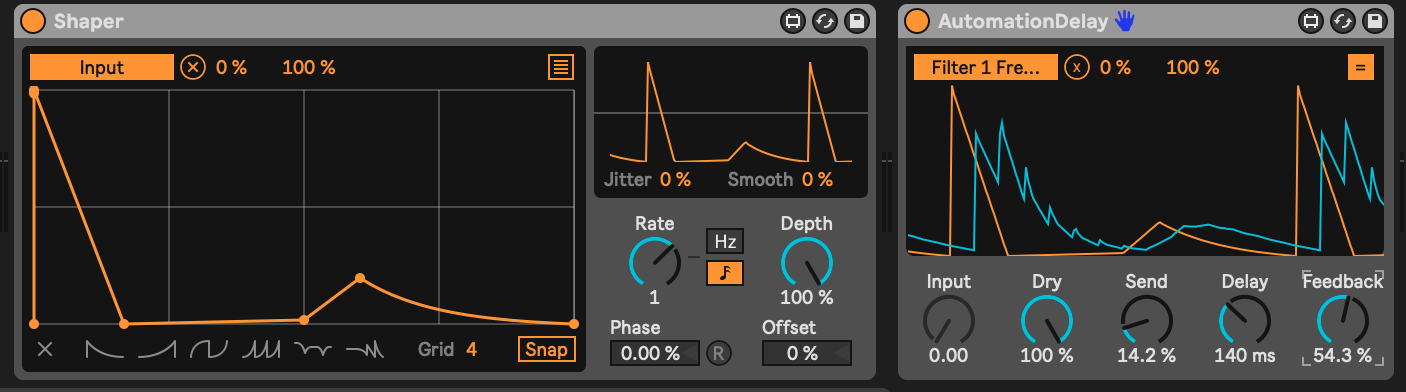 Shaper
Input 0 % 100 %
Grid 4 Snap
Jitter 0 % Smooth 0 %
Rate Depth
Hz
1 100 %
Phase Offset
0.00 % R 0 %
AutomationDelay
Filter 1 Fre... X 0 % 100 % =
Input Dry Send Delay Feedback
0.00 100 % 14.2 % 140 ms 54.3 %